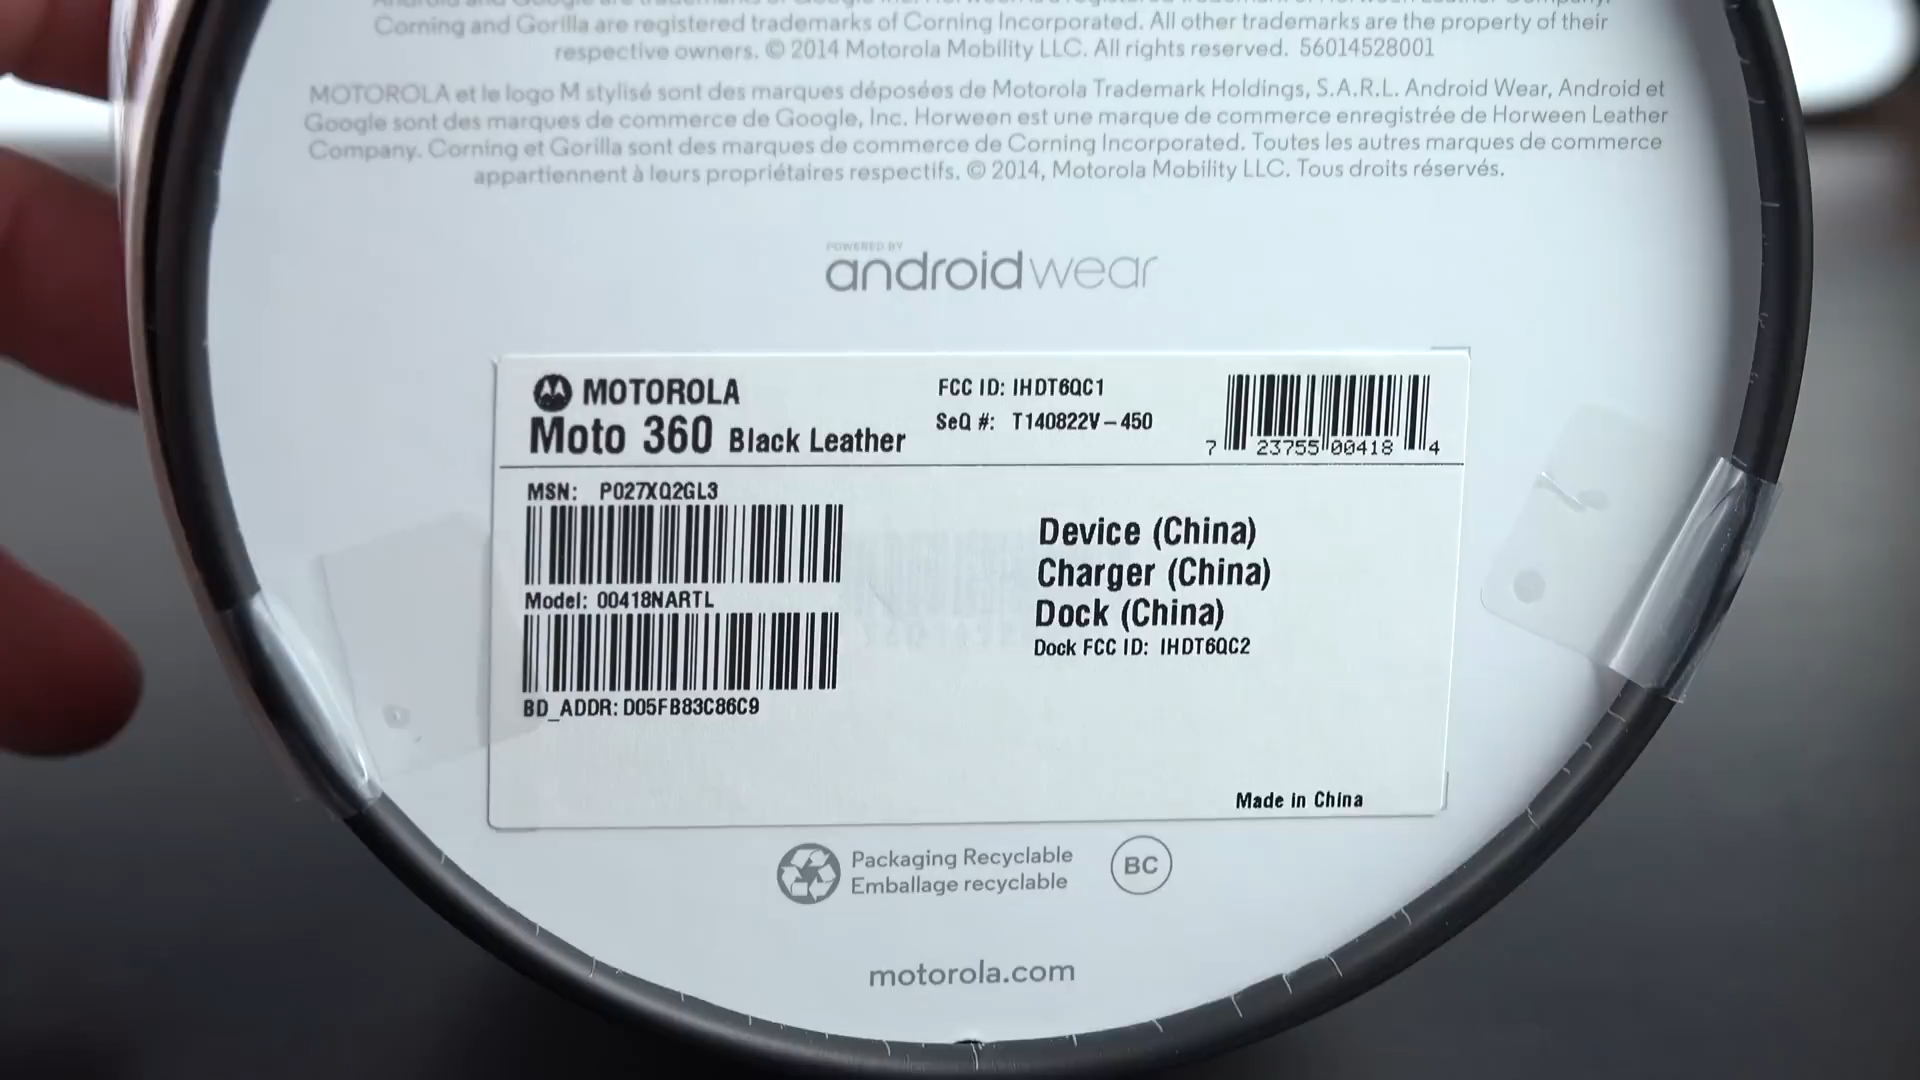 Corning and Gorilla are registered trademarks of Corning Incorporated. All other trademarks are the property of their
respective owners. © 2014 Motorola Mobility LLC. All rights reserved. 56014528001
MOTOROLA et le logo M stylisé sont des marques déposées de Motorola Trademark Holdings, S.A.R.L. Android Wear, Android et
Google sont des marques de commerce de Google, Inc. Horween est une marque de commerce enregistrée de Horween Leather
Company. Corning et Gorilla sont des marques de commerce de Corning Incorporated. Toutes les autres marques de commerce
appartiennent à leurs propriétaires respectifs. © 2014, Motorola Mobility LLC. Tous droits réservés.
POWERED BY
androidwear
MOTOROLA
Moto 360 Black Leather
FCC ID: IHDT6QC1
SeQ #: T140822V-450
7 23755 00418 4
MSN: P027XQ2GL3
Model: 00418NARTL
BD_ADDR: D05FB83C86C9
Device (China)
Charger (China)
Dock (China)
Dock FCC ID: IHDT6QC2
Made in China
Packaging Recyclable
Emballage recyclable
BC
motorola.com